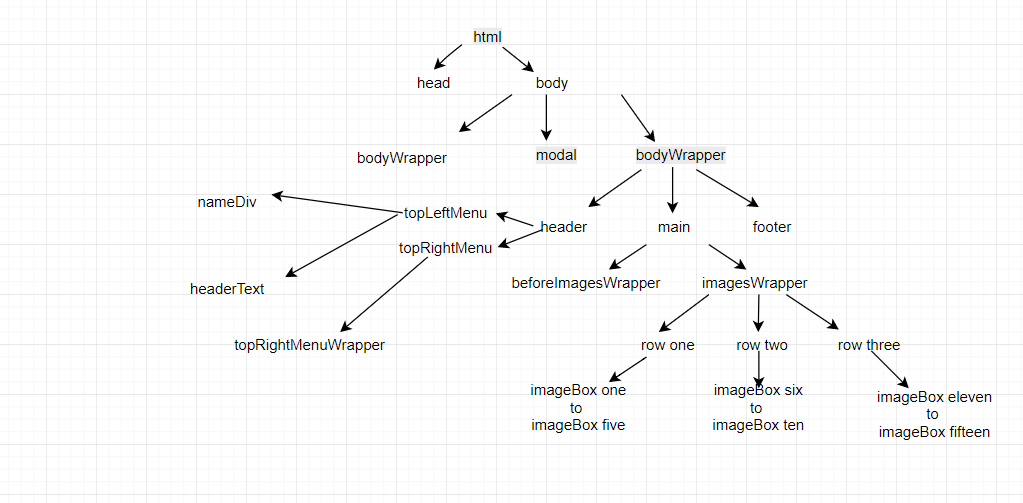 html
head
body
bodyWrapper
modal
bodyWrapper
nameDiv
topLeftMenu
header
main
footer
topRightMenu
headerText
beforeImagesWrapper
imagesWrapper
topRightMenuWrapper
row one
row two
row three
imageBox one
to
imageBox five
imageBox six
to
imageBox ten
imageBox eleven
to
imageBox fifteen